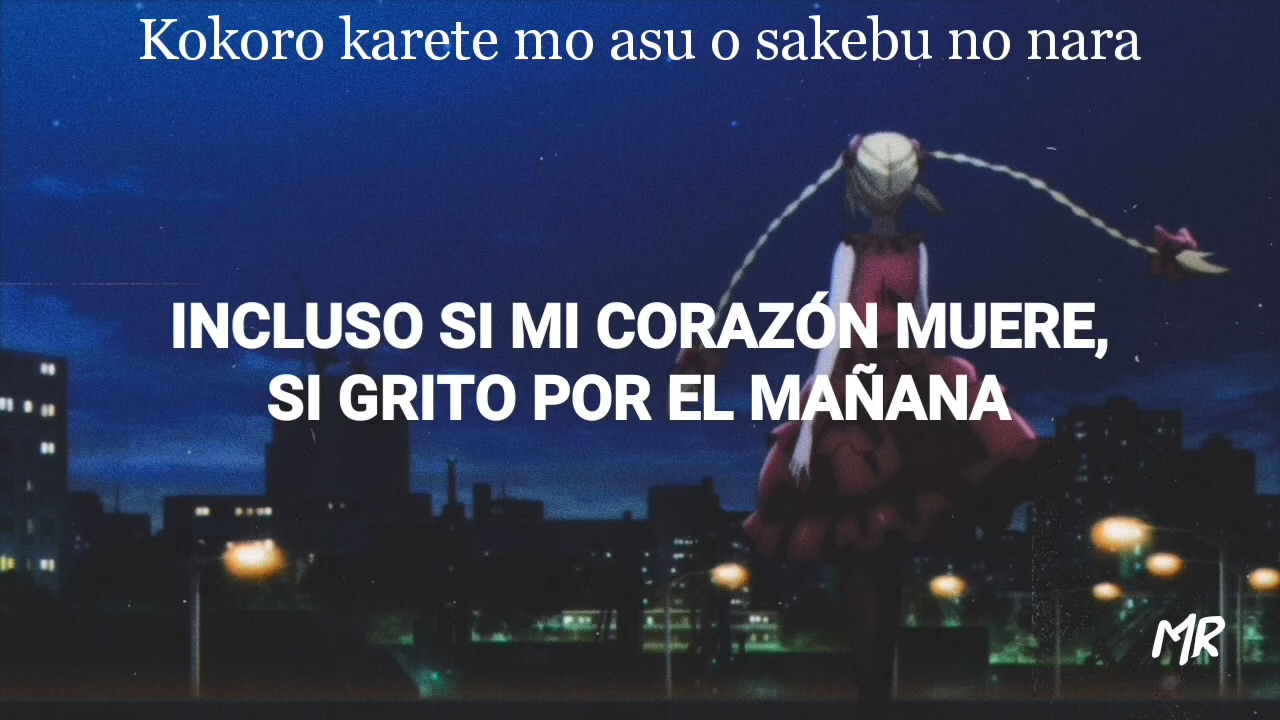 Kokoro karete mo asu o sakebu no nara
INCLUSO SI MI CORAZÓN MUERE,
SI GRITO POR EL MAÑANA
MR